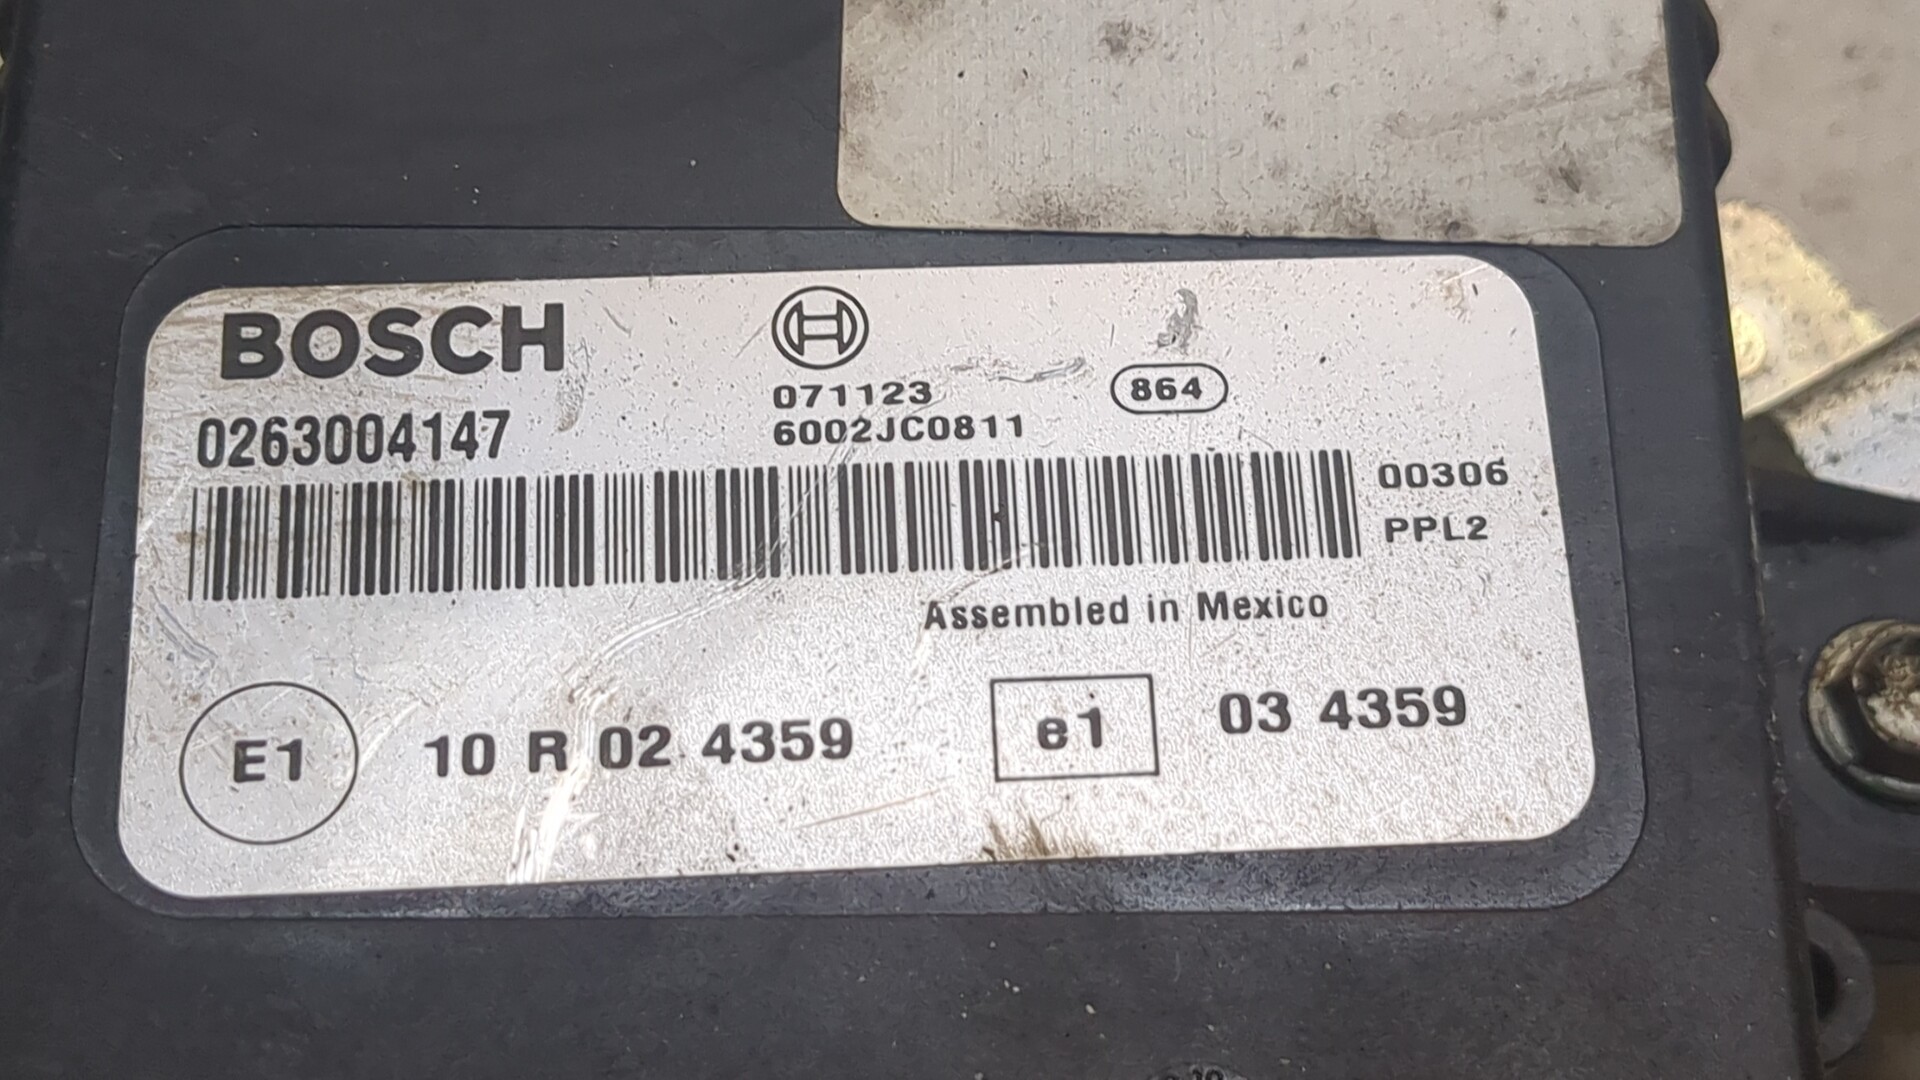 BOSCH
0263004147
071123
864
6002JC0811
00306
PPL2
Assembled in Mexico
E1 10 R 02 4359
e1 03 4359